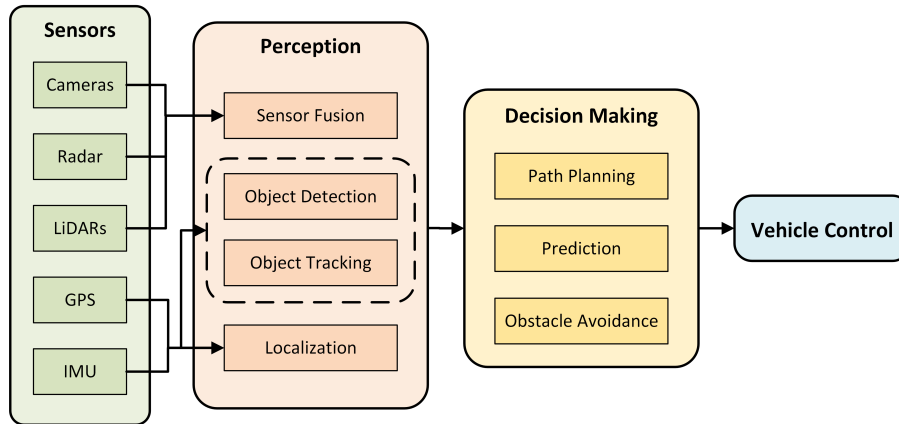 Sensors
Cameras
Radar
LiDARs
GPS
IMU
Perception
Sensor Fusion
Object Detection
Object Tracking
Localization
Decision Making
Path Planning
Prediction
Obstacle Avoidance
Vehicle Control